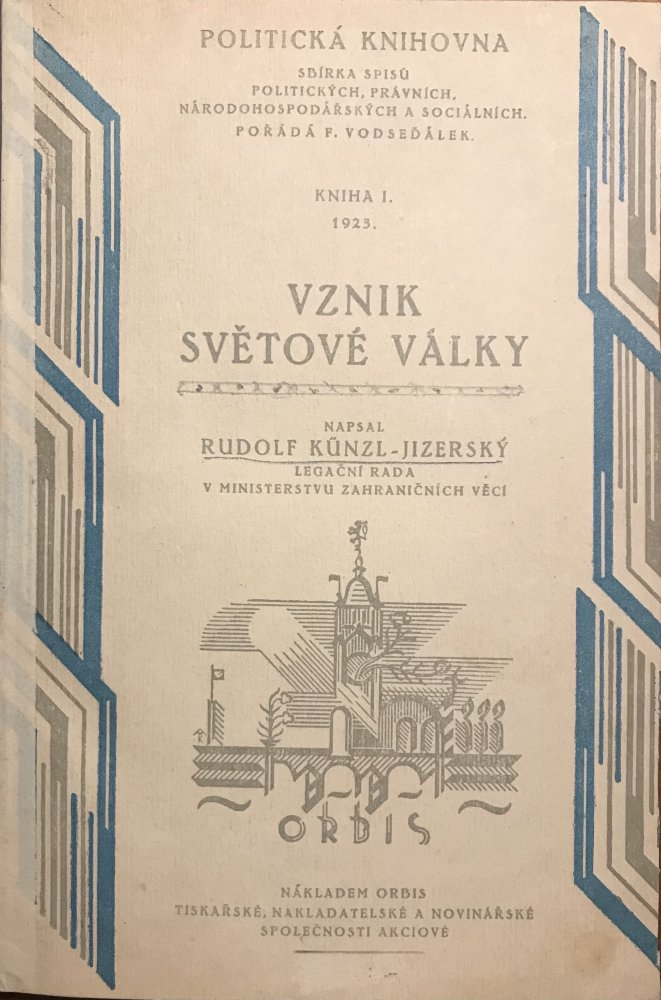 POLITICKÁ KNIHOVNA
SBÍRKA SPISŮ
POLITICKÝCH, PRÁVNÍCH,
NÁRODOHOSPODÁŘSKÝCH A SOCIÁLNÍCH.
POŘÁDÁ F. VODSEĎÁLEK.
KNIHA I.
1923.
VZNIK
SVĚTOVÉ VÁLKY
NAPSAL
RUDOLF KÜNZL-JIZERSKÝ
LEGAČNÍ RADA
V MINISTERSTVU ZAHRANIČNÍCH VĚCÍ
ORBIS
NÁKLADEM ORBIS
TISKAŘSKÉ, NAKLADATELSKÉ A NOVINÁŘSKÉ
SPOLEČNOSTI AKCIOVÉ